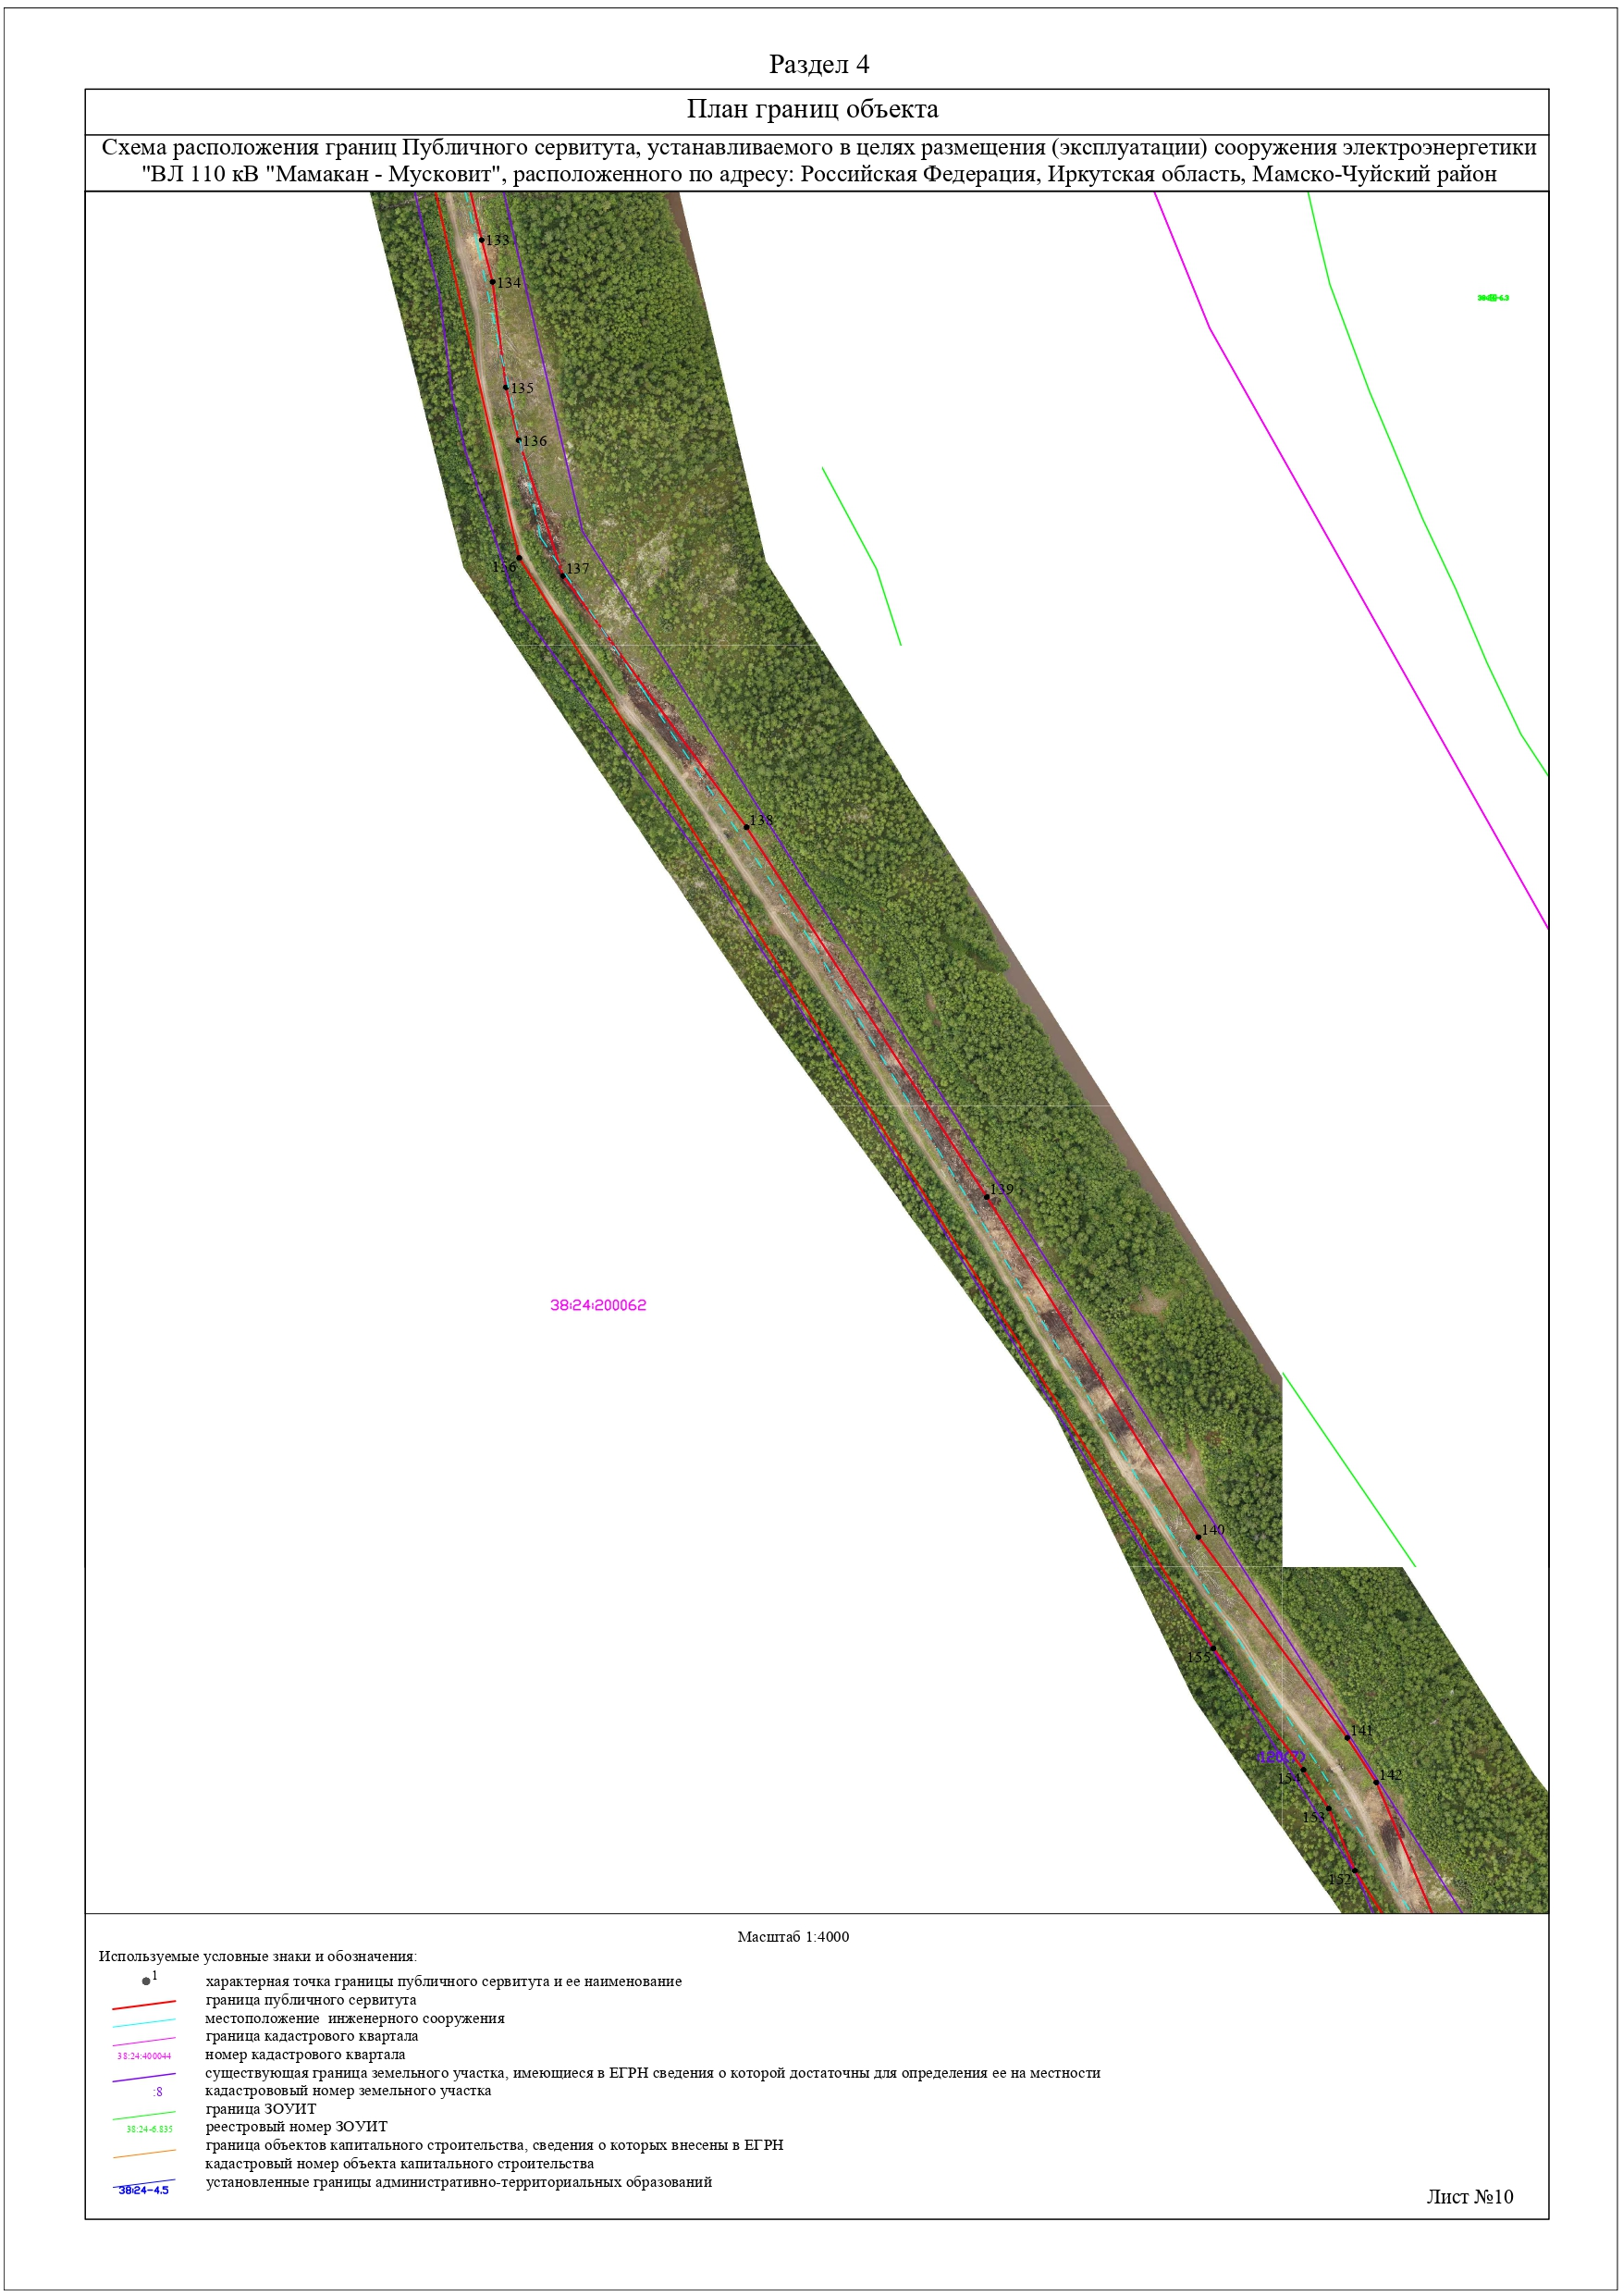 Раздел 4
План границ объекта
Схема расположения границ Публичного сервитута, устанавливаемого в целях размещения (эксплуатации) сооружения электроэнергетики
"ВЛ 110 кВ "Мамакан - Мусковит", расположенного по адресу: Российская Федерация, Иркутская область, Мамско-Чуйский район
133
134
135
136
156
137
138
139
38:24:200062
140
155
141
:120(7)
154
142
153
152
Масштаб 1:4000
Используемые условные знаки и обозначения:
1 характерная точка границы публичного сервитута и ее наименование
граница публичного сервитута
местоположение инженерного сооружения
граница кадастрового квартала
38:24:400044 номер кадастрового квартала
существующая граница земельного участка, имеющиеся в ЕГРН сведения о которой достаточны для определения ее на местности
:8 кадастрововый номер земельного участка
граница ЗОУИТ
38:24-6.835 реестровый номер ЗОУИТ
граница объектов капитального строительства, сведения о которых внесены в ЕГРН
кадастровый номер объекта капитального строительства
38:24-4.5 установленные границы административно-территориальных образований
Лист №10